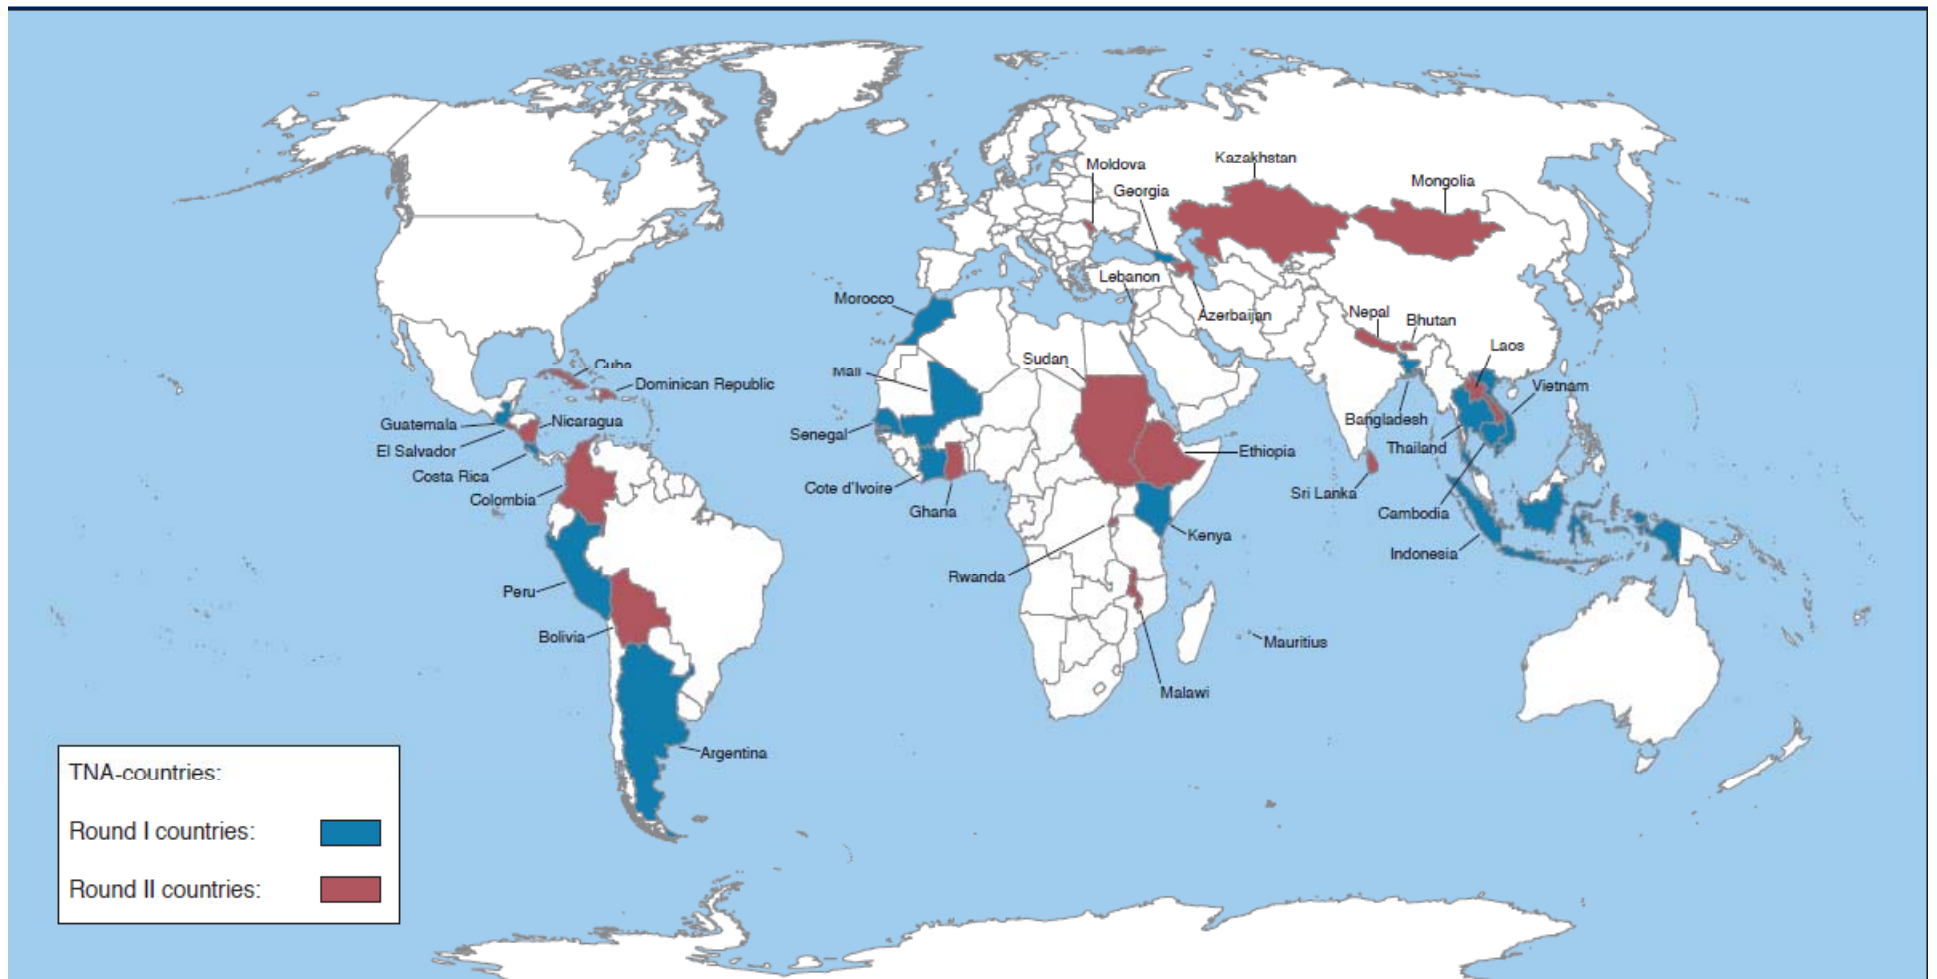 Kazakhstan
Moldova
Mongolia
Georgia
Lebanon
Morocco
Azerbaijan
Nepal
Bhutan
Laos
Sudan
Cuba
Mali
Dominican Republic
Vietnam
Guatemala
Nicaragua
Bangladesh
Senegal
Thailand
El Salvador
Ethiopia
Costa Rica
Cote d'Ivoire
Sri Lanka
Colombia
Ghana
Cambodia
Kenya
Indonesia
Rwanda
Peru
Bolivia
Mauritius
Malawi
Argentina
TNA-countries:
Round I countries:
Round II countries: